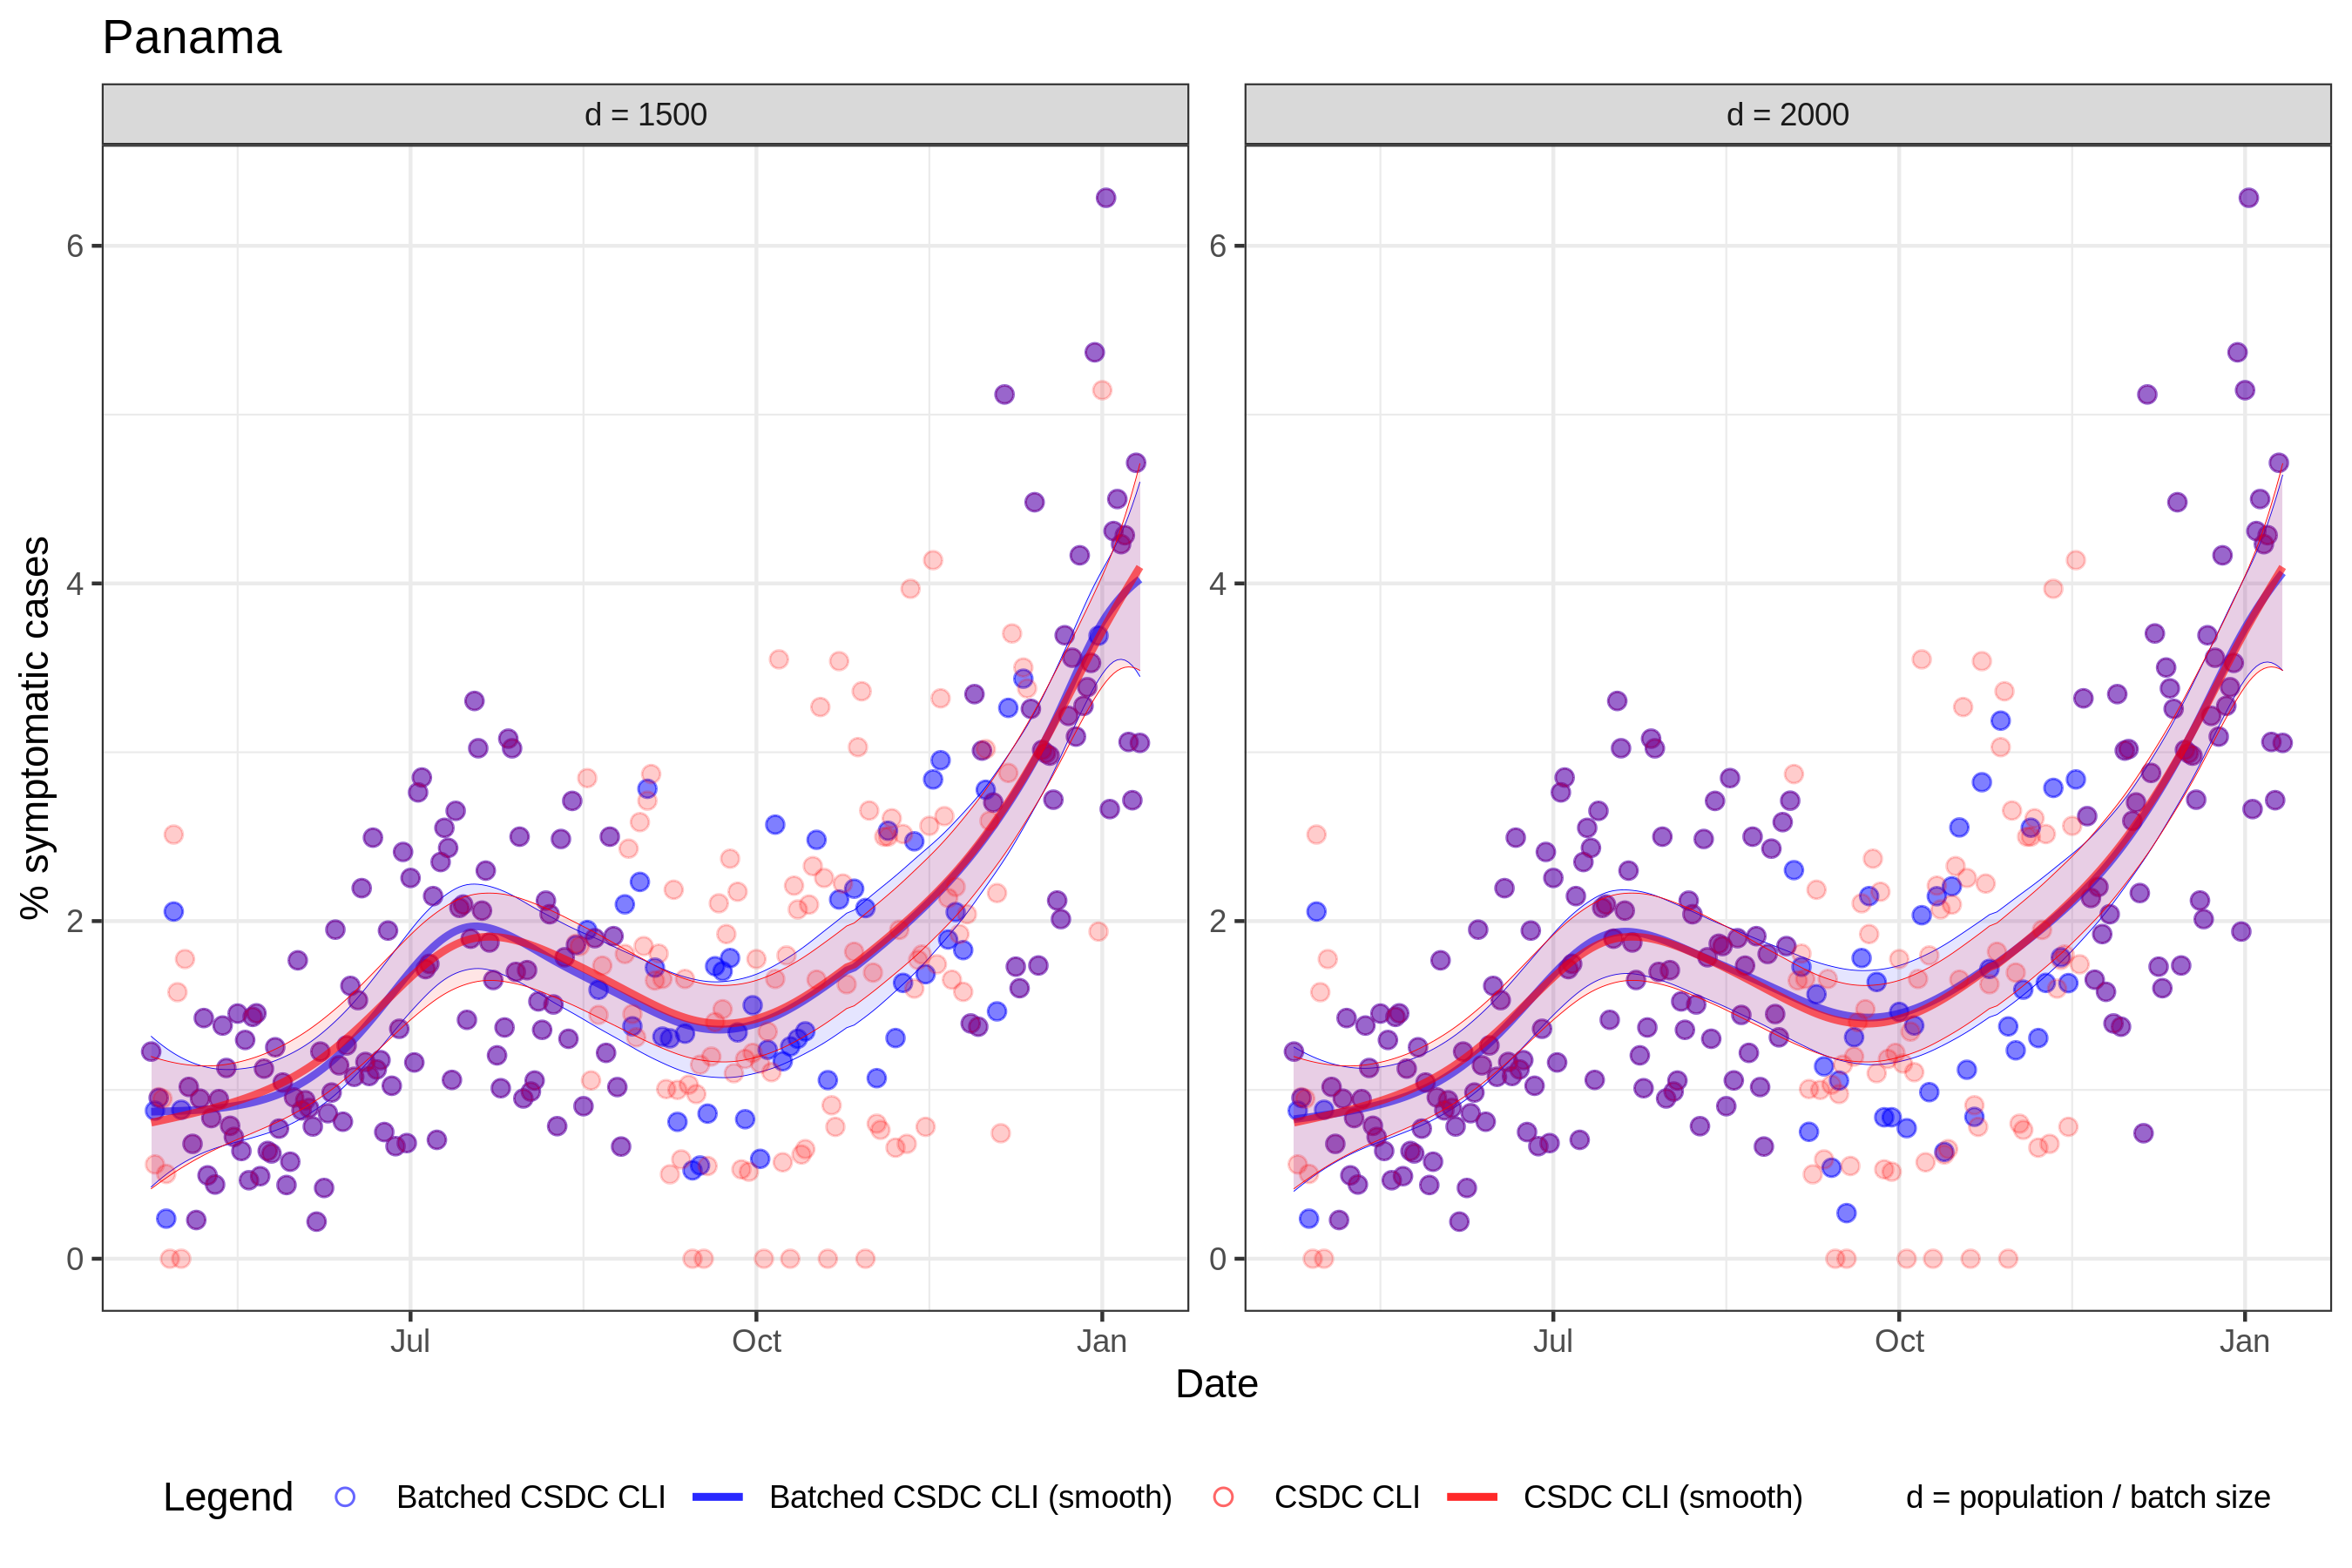 Panama
d = 1500
d = 2000
% symptomatic cases
6
4
2
0
6
4
2
0
Jul
Oct
Jan
Jul
Oct
Jan
Date
Legend
Batched CSDC CLI
Batched CSDC CLI (smooth)
CSDC CLI
CSDC CLI (smooth)
d = population / batch size